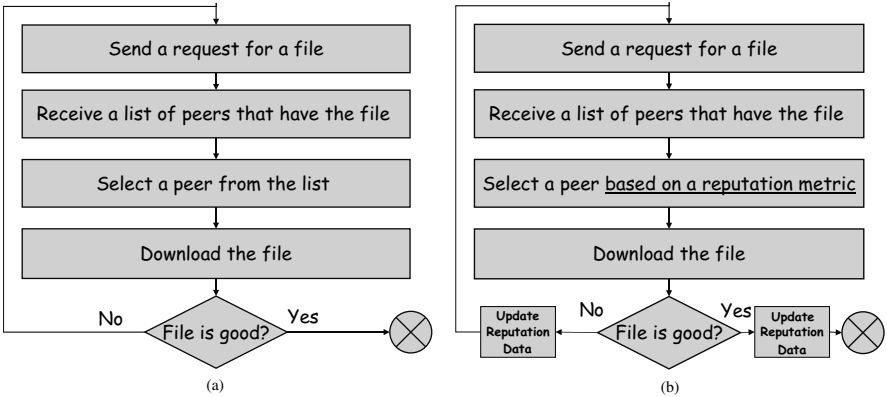 Send a request for a file
Receive a list of peers that have the file
Select a peer from the list
Download the file
No
File is good?
Yes
(a)
Send a request for a file
Receive a list of peers that have the file
Select a peer based on a reputation metric
Download the file
Update
Reputation
Data
No
File is good?
Yes
Update
Reputation
Data
(b)